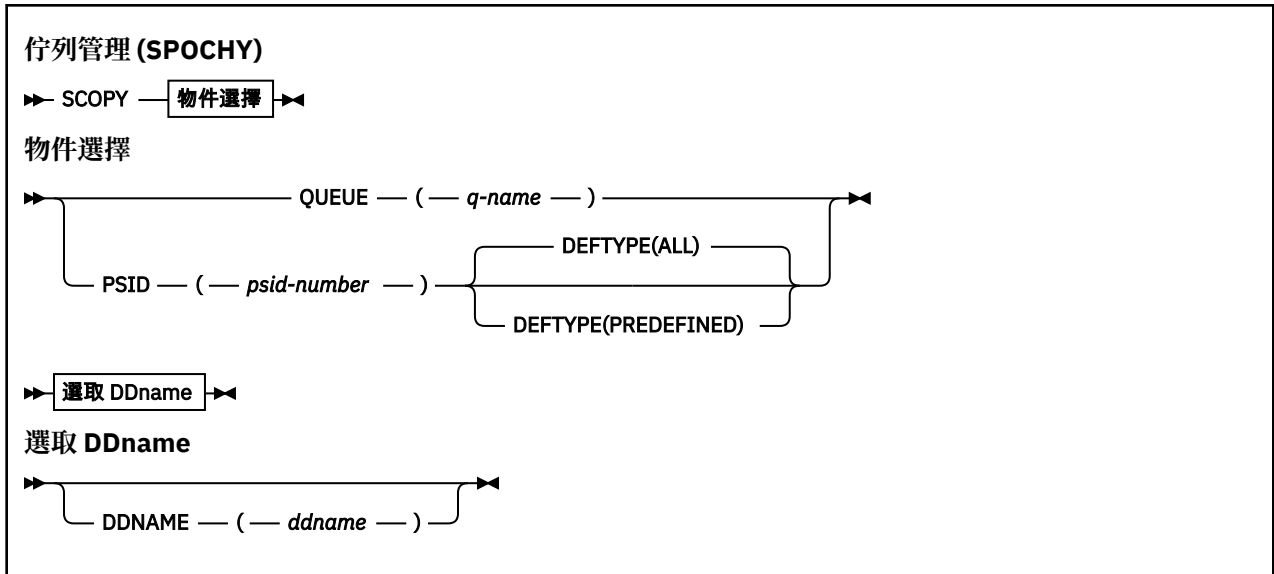 佇列管理 (SPOCHY)
SCOPY 物件選擇
物件選擇
QUEUE ( q-name )
DEFTYPE(ALL)
PSID ( psid-number )
DEFTYPE(PREDEFINED)
選取 DDname
選取 DDname
DDNAME ( ddname )